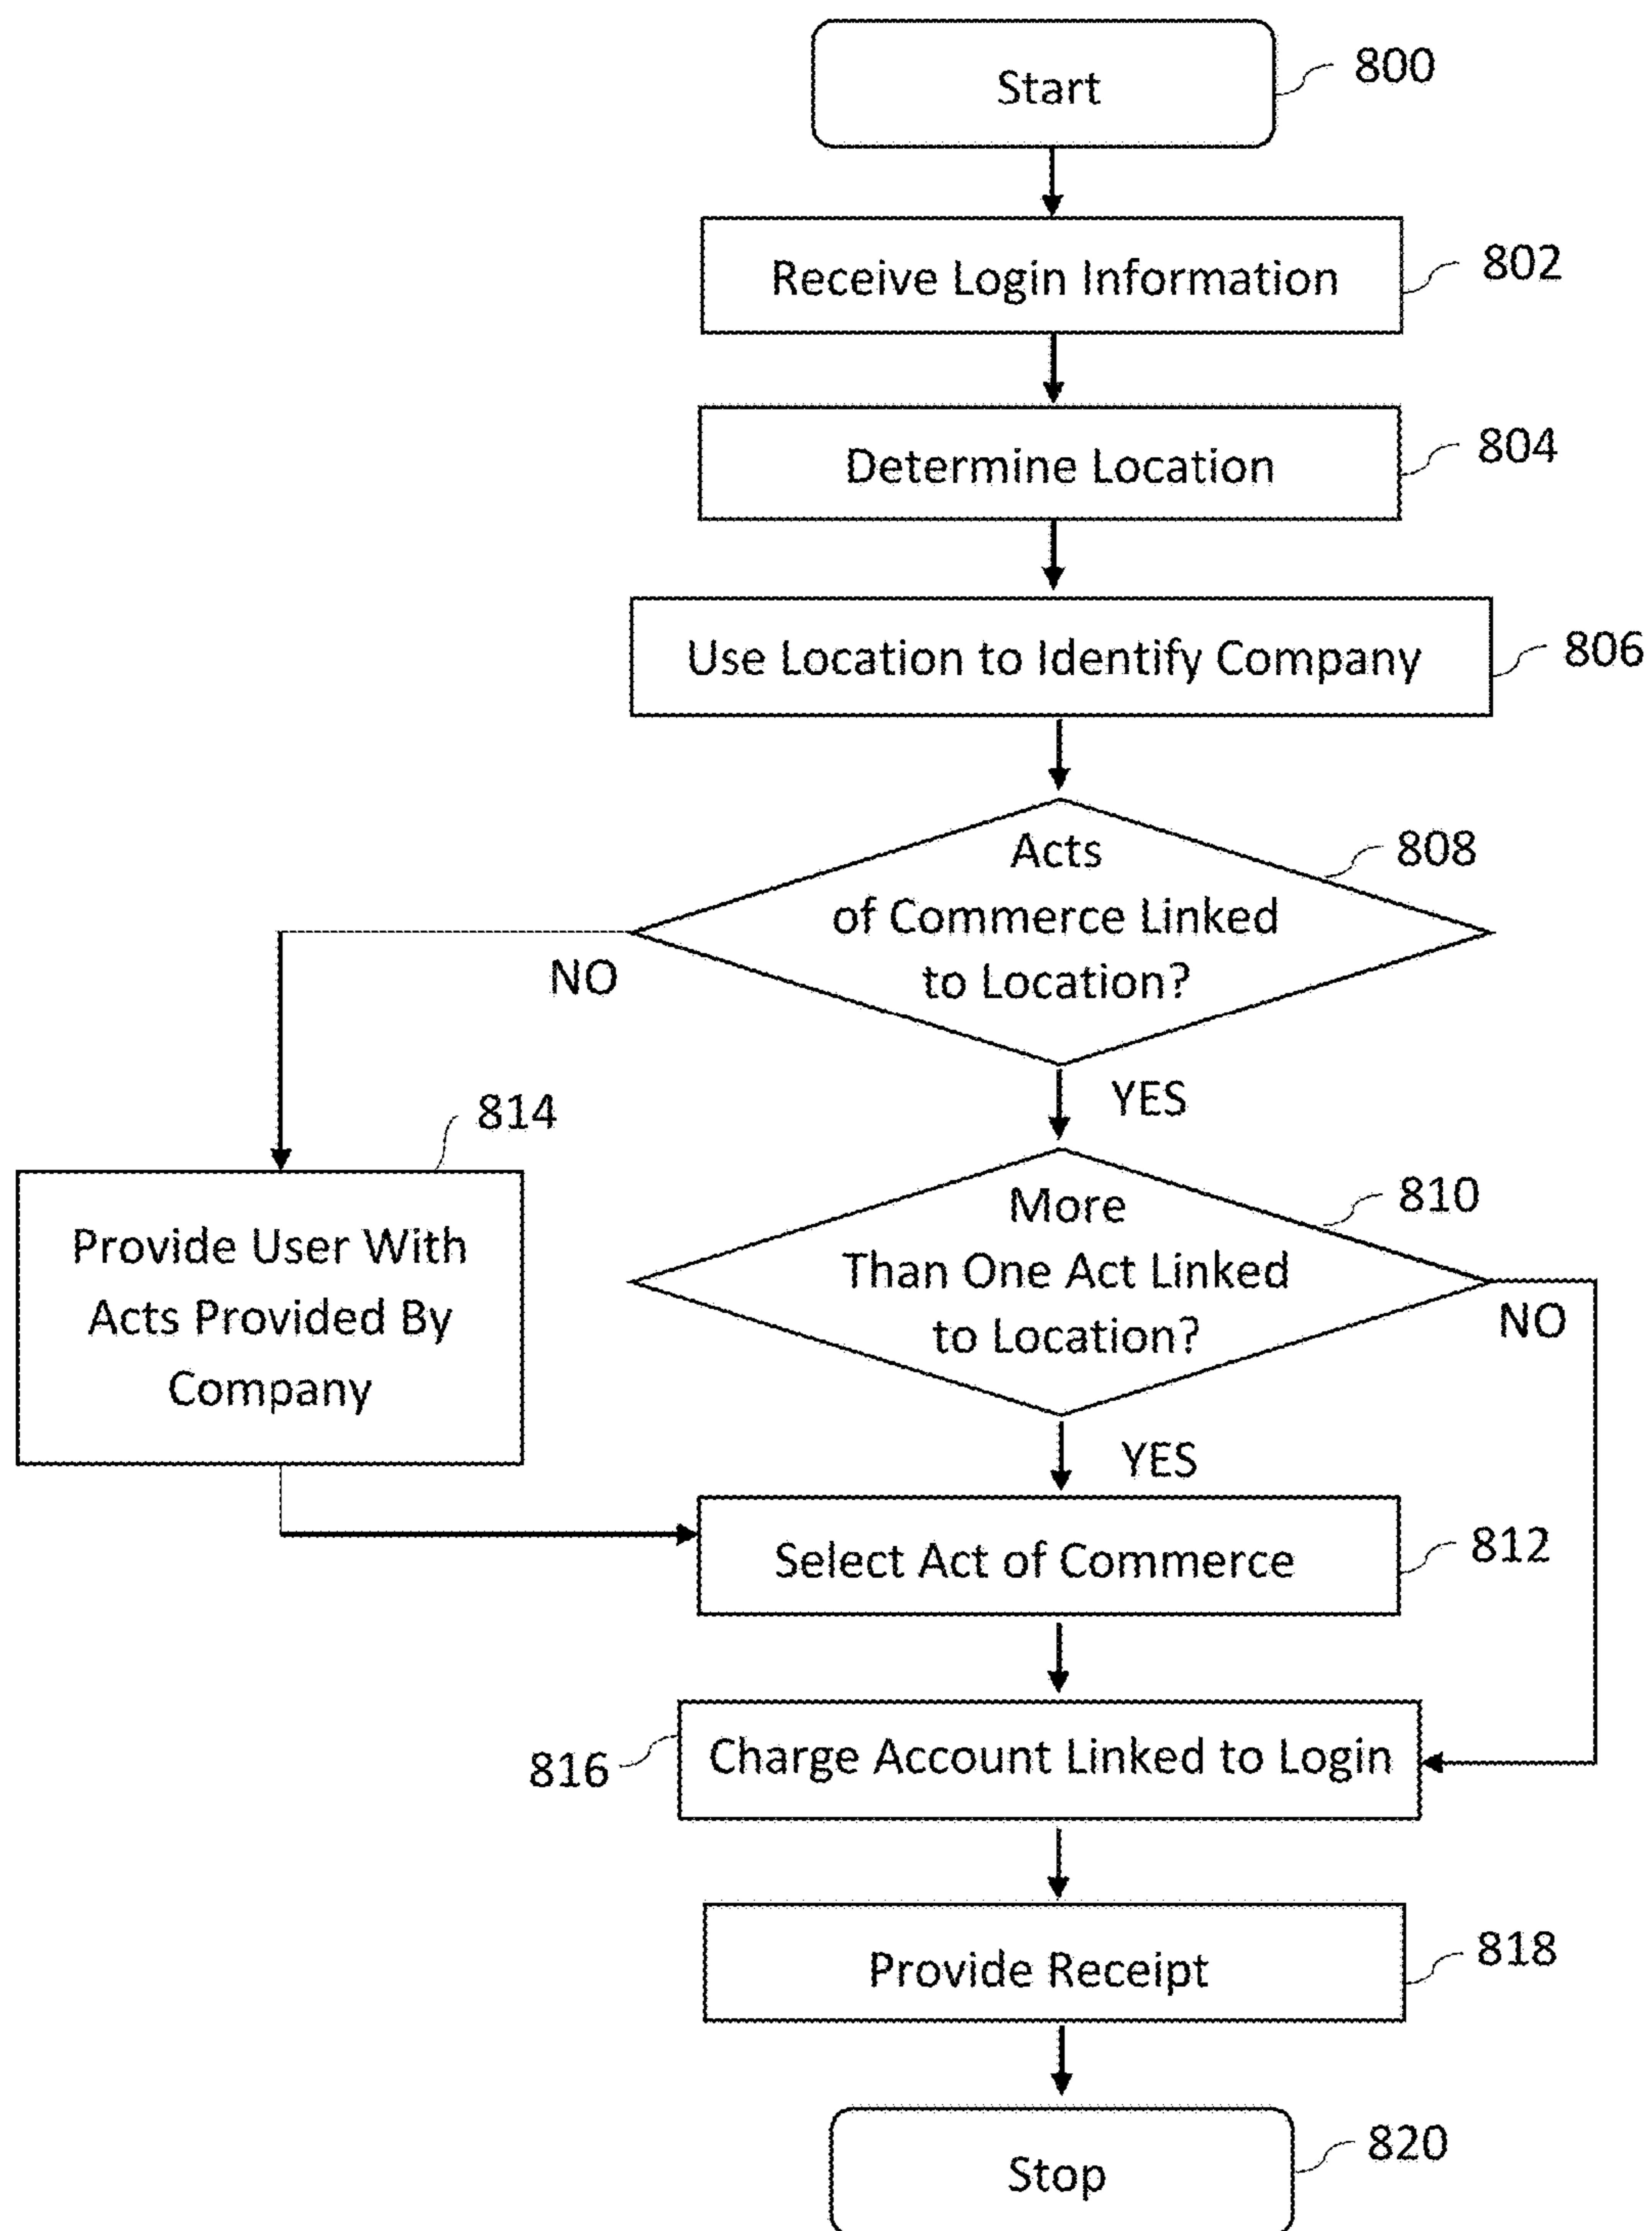 Start
800
Receive Login Information
802
Determine Location
804
Use Location to Identify Company
806
Acts
of Commerce Linked
to Location?
808
NO
YES
814
Provide User With
Acts Provided By
Company
More
Than One Act Linked
to Location?
810
NO
YES
Select Act of Commerce
812
816
Charge Account Linked to Login
Provide Receipt
818
Stop
820